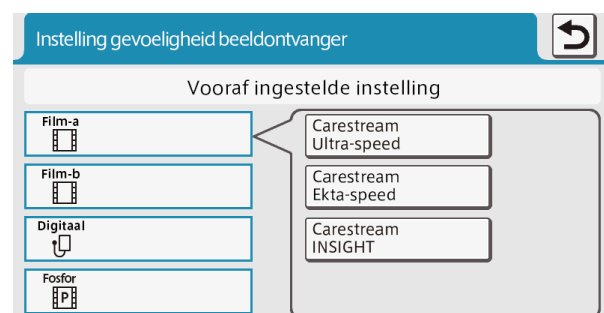 Instelling gevoeligheid beeldontvanger
Vooraf ingestelde instelling
Film-a
Carestream
Ultra-speed
Film-b
Carestream
Ekta-speed
Digitaal
Carestream
INSIGHT
Fosfor
P